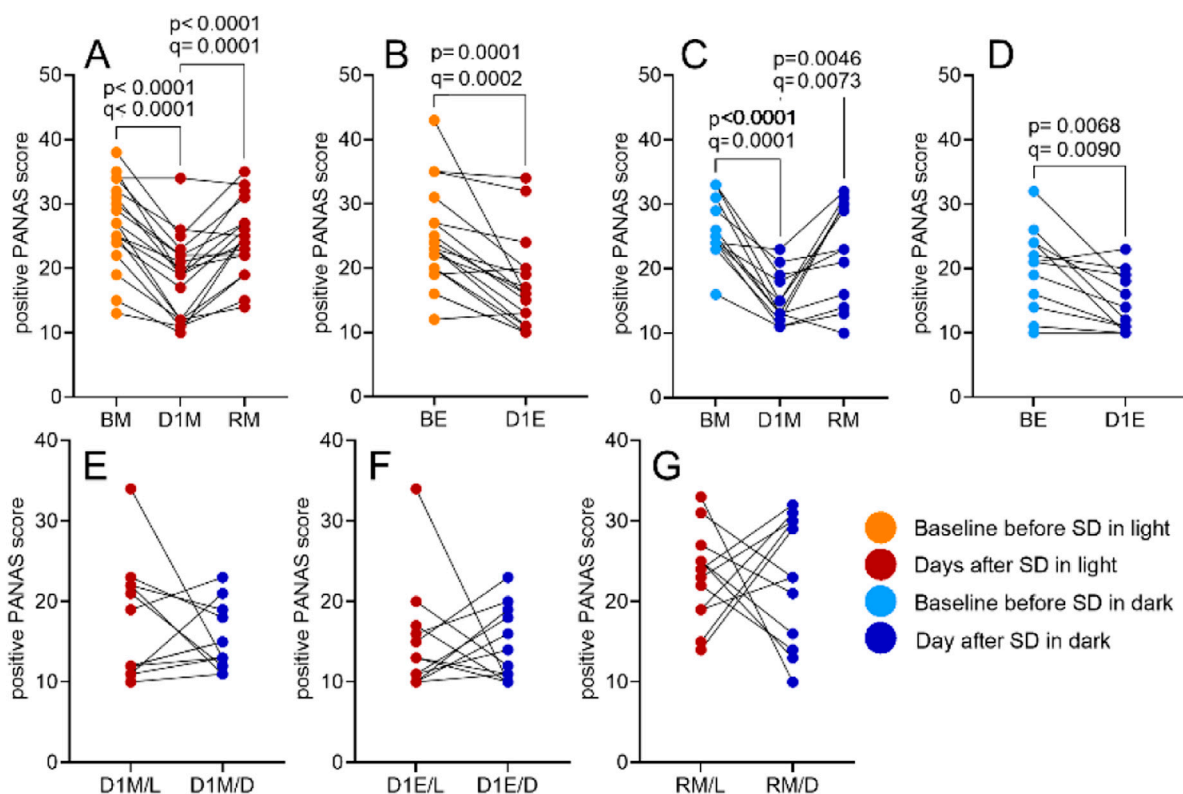 A
p< 0.0001
q= 0.0001
p< 0.0001
q< 0.0001
positive PANAS score
50
40
30
20
10
0
BM D1M RM
B
p= 0.0001
q= 0.0002
positive PANAS score
50
40
30
20
10
0
BE D1E
C
p=0.0046
q= 0.0073
p<0.0001
q= 0.0001
positive PANAS score
50
40
30
20
10
0
BM D1M RM
D
p= 0.0068
q= 0.0090
positive PANAS score
50
40
30
20
10
0
BE D1E
E
positive PANAS score
40
30
20
10
0
D1M/L D1M/D
F
positive PANAS score
40
30
20
10
0
D1E/L D1E/D
G
positive PANAS score
40
30
20
10
0
RM/L RM/D
Baseline before SD in light
Days after SD in light
Baseline before SD in dark
Day after SD in dark